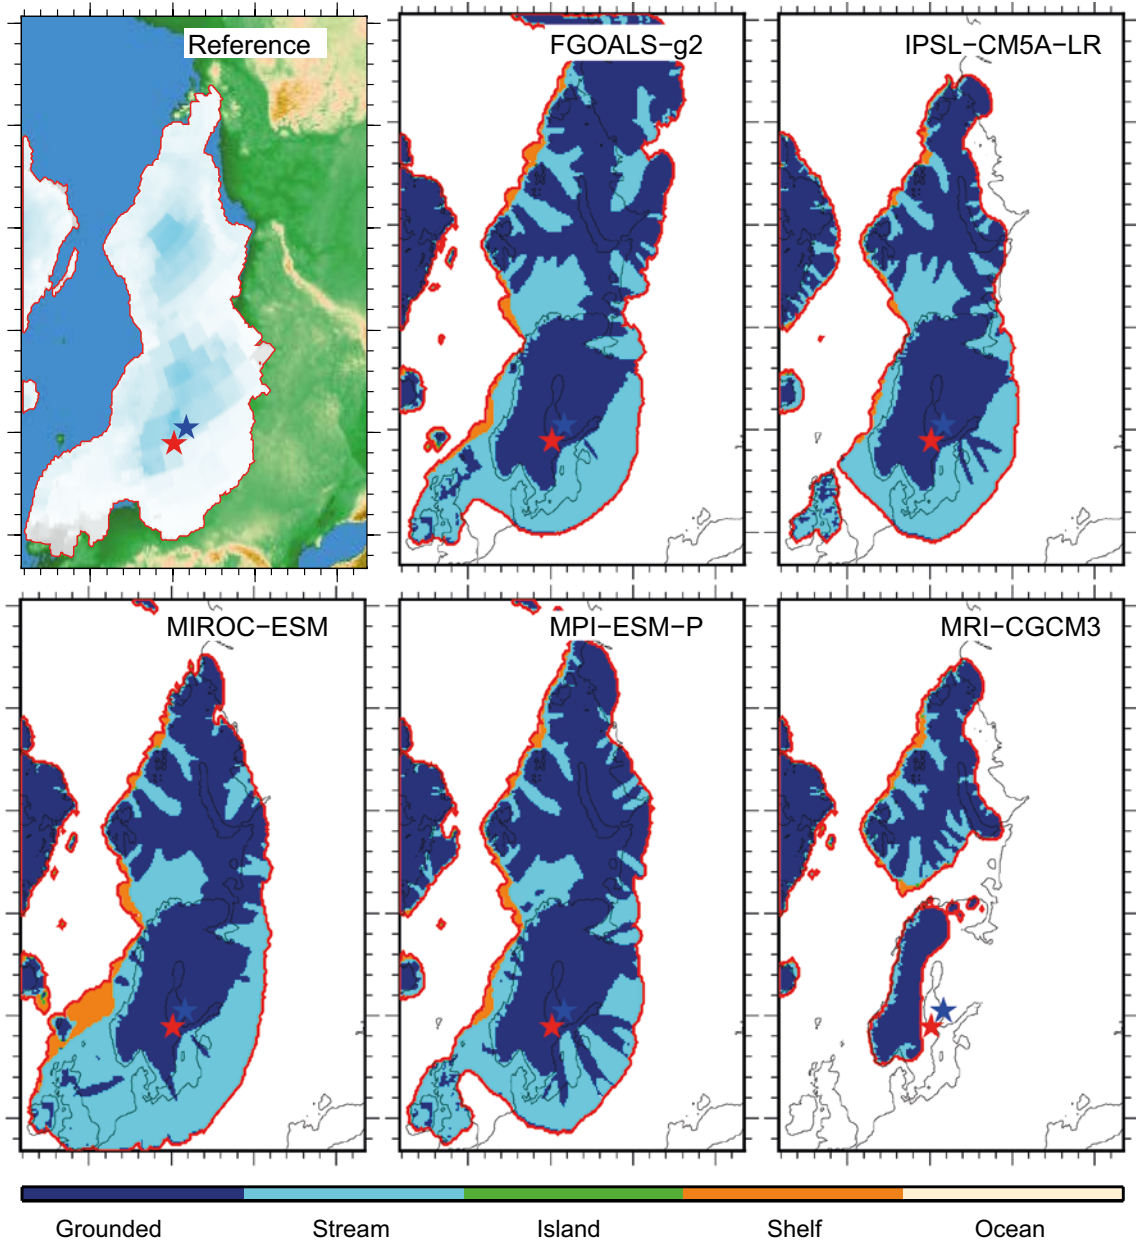 Reference
FGOALS−g2
IPSL−CM5A−LR
MIROC−ESM
MPI−ESM−P
MRI−CGCM3
Grounded Stream Island Shelf Ocean